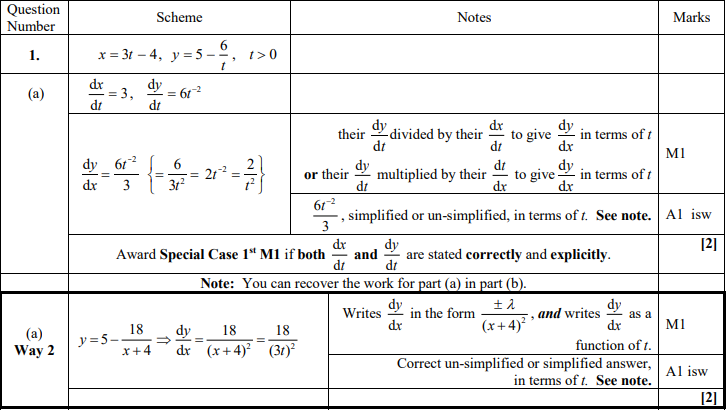 Question Number Scheme Notes Marks
1. x = 3t − 4, y = 5 − 6/t, t > 0
(a) dx/dt = 3, dy/dt = 6t⁻²
dy/dx = 6t⁻²/3 {= 6/3t² = 2t⁻² = 2/t²}
their dy/dt divided by their dx/dt to give dy/dx in terms of t
or their dy/dt multiplied by their dt/dx to give dy/dx in terms of t
M1
6t⁻²/3, simplified or un-simplified, in terms of t. See note. A1 isw
Award Special Case 1st M1 if both dx/dt and dy/dt are stated correctly and explicitly. [2]
Note: You can recover the work for part (a) in part (b).
(a) Way 2
y = 5 − 18/(x + 4) ⇒ dy/dx = 18/(x + 4)² = 18/(3t)²
Writes dy/dx in the form ± λ/(x + 4)², and writes dy/dx as a
function of t.
M1
Correct un-simplified or simplified answer,
in terms of t. See note.
A1 isw
[2]